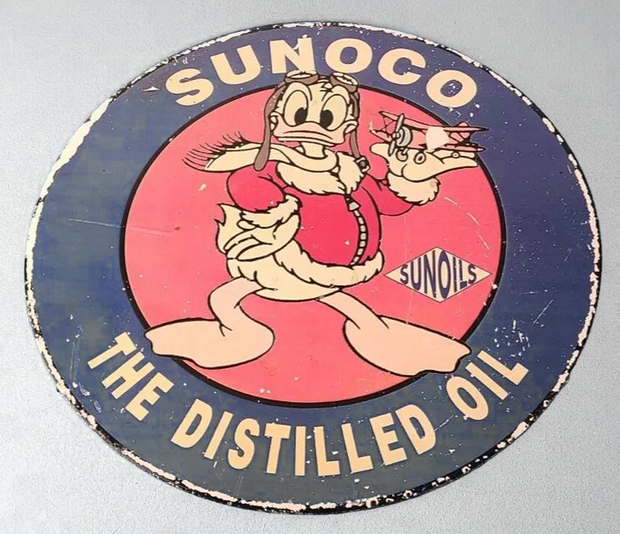 SUNOCO
SUNOILS
THE DISTILLED OIL